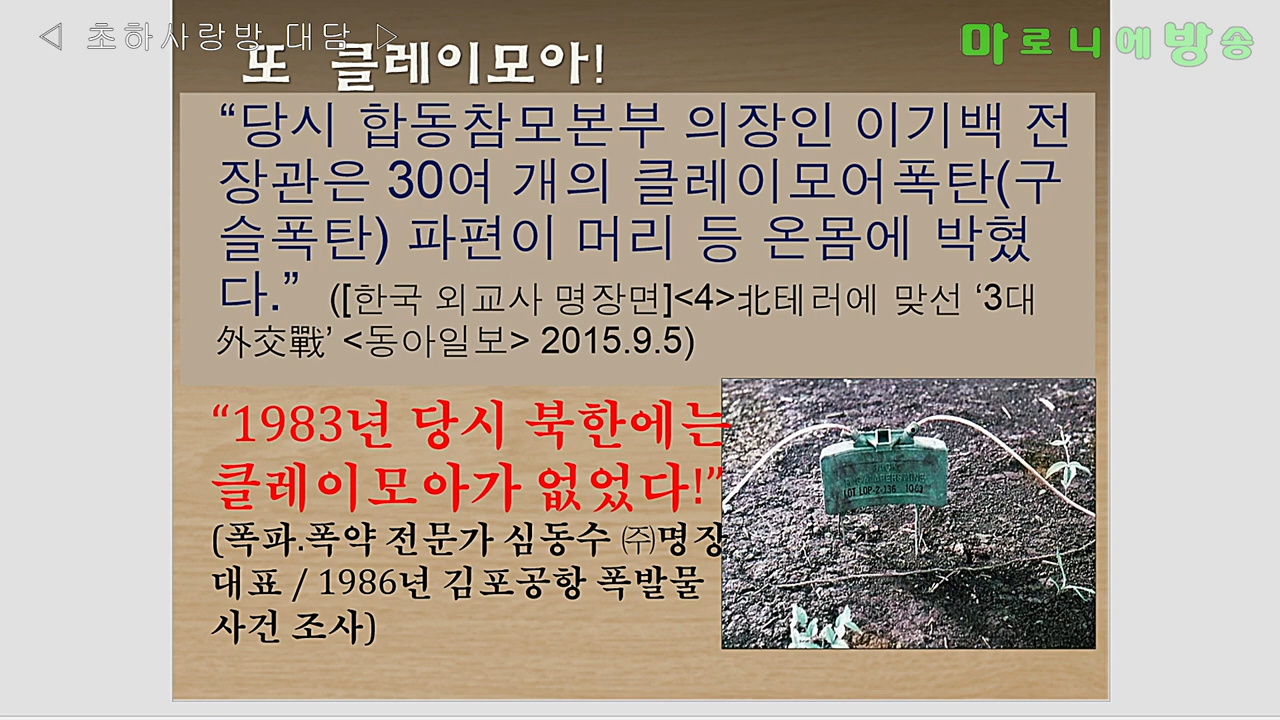 ◁ 초하사랑방 대담 ▷
마로니에방송
또 클레이모아!
“당시 합동참모본부 의장인 이기백 전
장관은 30여 개의 클레이모어폭탄(구
슬폭탄) 파편이 머리 등 온몸에 박혔
다.” ([한국 외교사 명장면]<4>北테러에 맞선 ‘3대
外交戰’ <동아일보> 2015.9.5)
“1983년 당시 북한에는
클레이모아가 없었다!”
(폭파.폭약 전문가 심동수 ㈜명장
대표 / 1986년 김포공항 폭발물
사건 조사)
LOT LOP-2-136